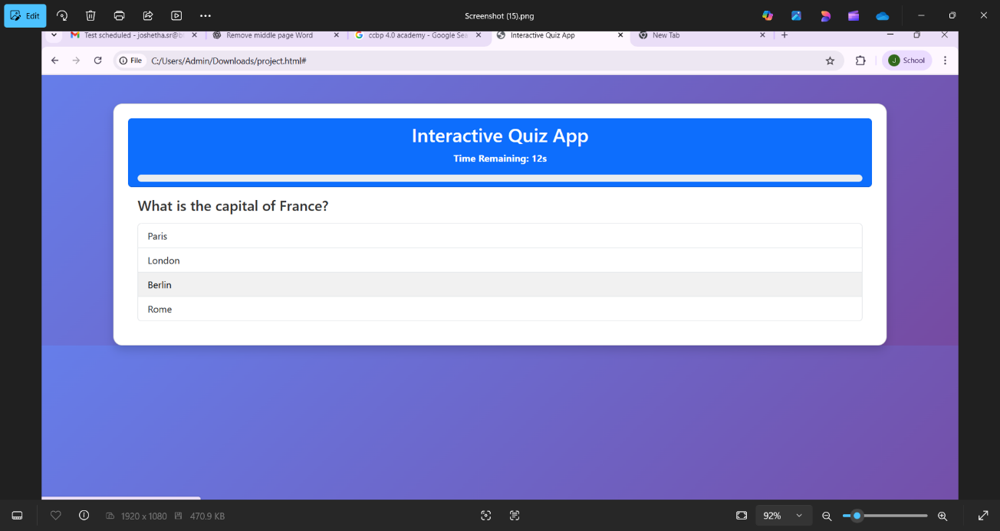 Edit
Screenshot (15).png
Test scheduled - joshetha.sr@b
Remove middle page Word
ccbp 4.0 academy - Google Sea
Interactive Quiz App
New Tab
File
C:/Users/Admin/Downloads/project.html#
J
School
Interactive Quiz App
Time Remaining: 12s
What is the capital of France?
Paris
London
Berlin
Rome
1920 x 1080
470.9 KB
92%